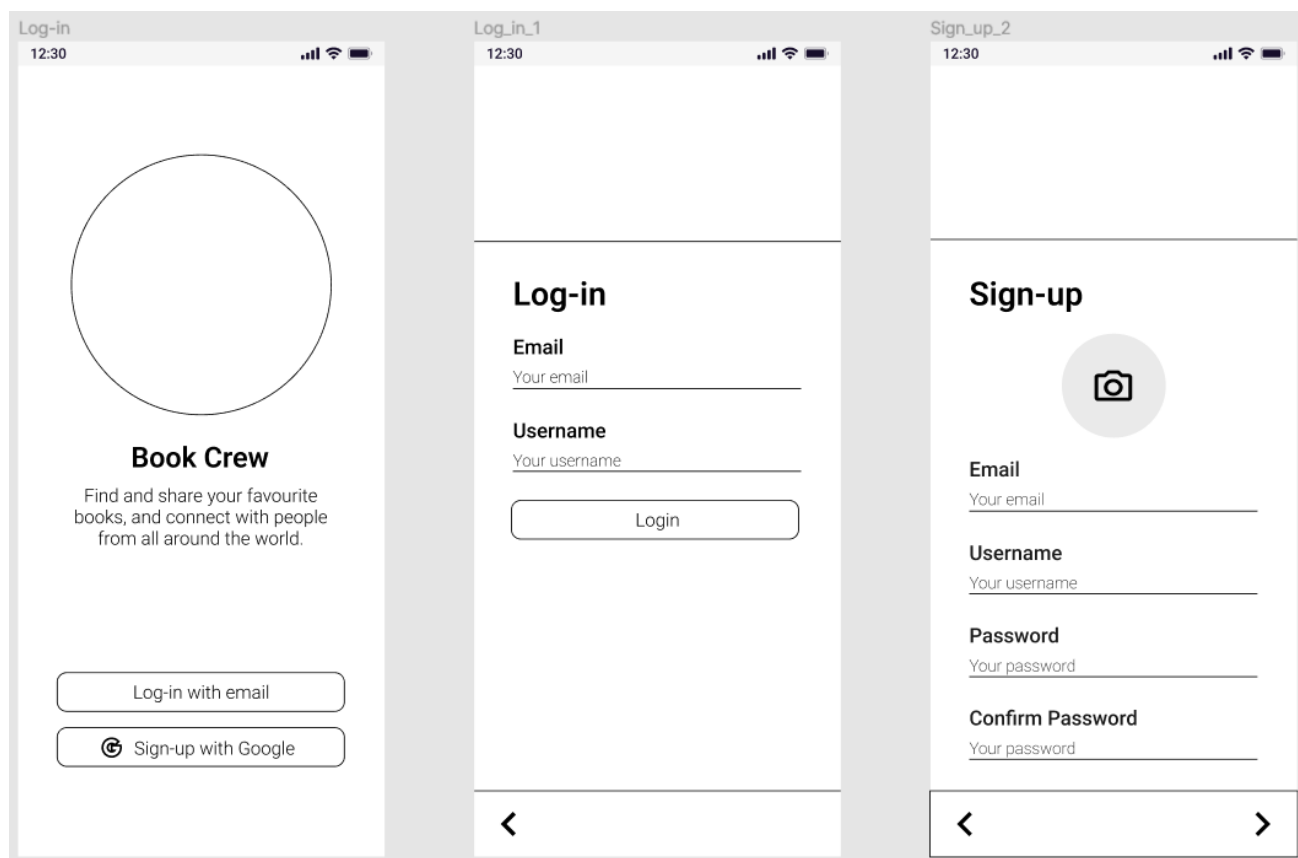 Log-in
12:30
Book Crew
Find and share your favourite
books, and connect with people
from all around the world.
Log-in with email
Sign-up with Google
Log_in_1
12:30
Log-in
Email
Your email
Username
Your username
Login
Sign_up_2
12:30
Sign-up
Email
Your email
Username
Your username
Password
Your password
Confirm Password
Your password